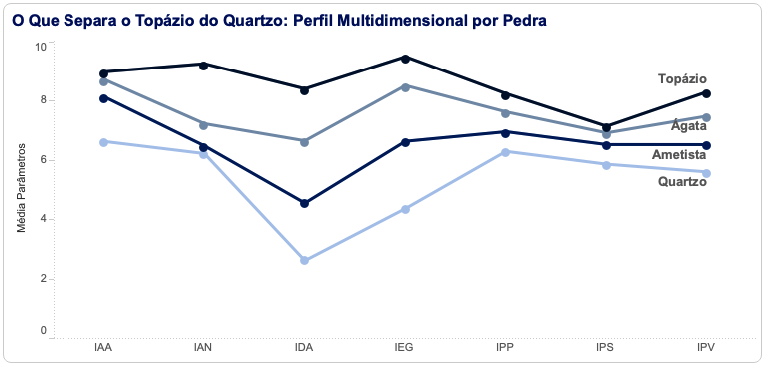 O Que Separa o Topázio do Quartzo: Perfil Multidimensional por Pedra
10
8
6
4
2
0
Média Parâmetros
Topázio
Ágata
Ametista
Quartzo
IAA IAN IDA IEG IPP IPS IPV